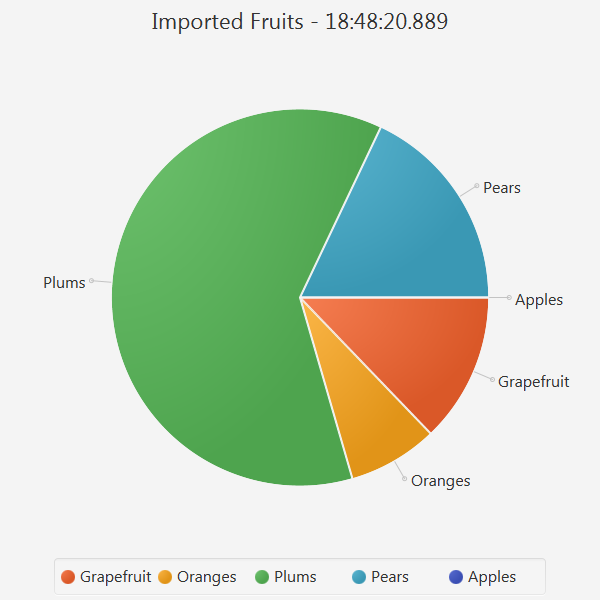 Imported Fruits - 18:48:20.889
Pears
Plums
Apples
Grapefruit
Oranges
Grapefruit Oranges Plums Pears Apples